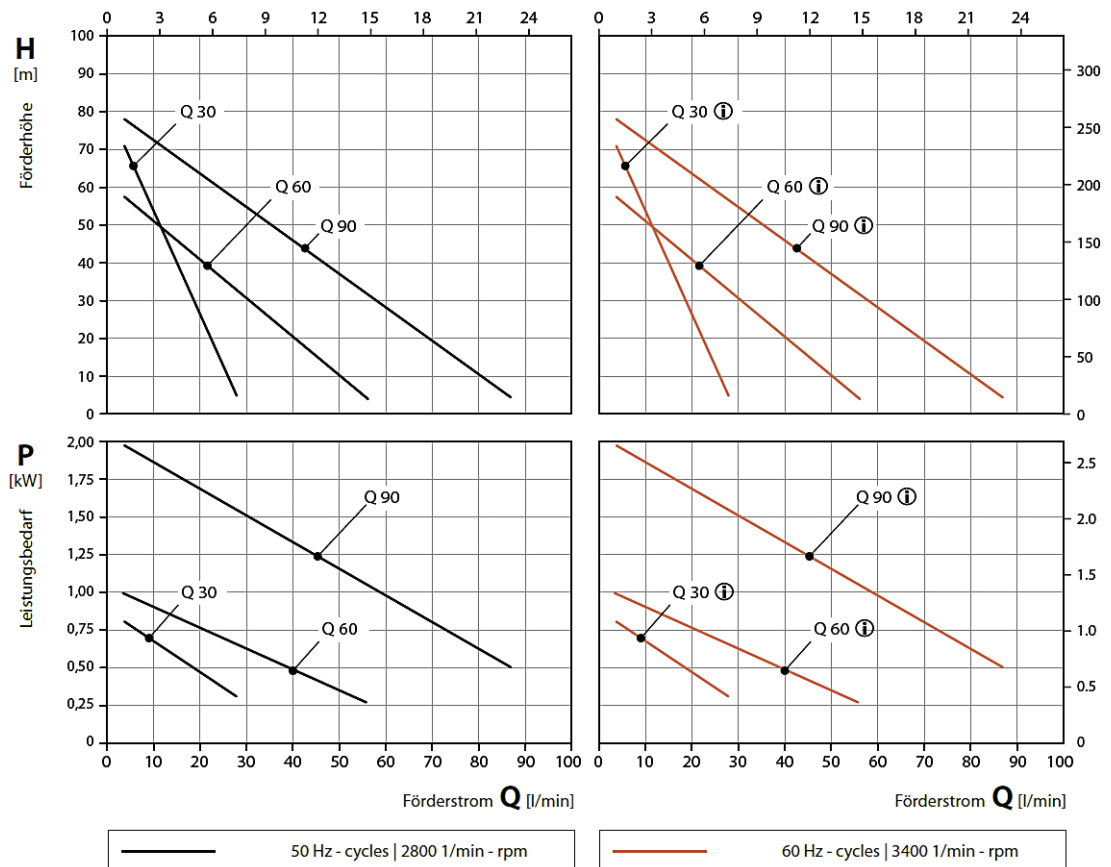 0 3 6 9 12 15 18 21 24
0 3 6 9 12 15 18 21 24
H
[m]
Förderhöhe
100
90
80
70
60
50
40
30
20
10
0
Q 30
Q 60
Q 90
Q 30 i
Q 60 i
Q 90 i
300
250
200
150
100
50
0
P
[kW]
Leistungsbedarf
2,00
1,75
1,50
1,25
1,00
0,75
0,50
0,25
0
Q 90
Q 30
Q 60
Q 90 i
Q 30 i
Q 60 i
2.5
2.0
1.5
1.0
0.5
0
0 10 20 30 40 50 60 70 80 90 100
0 10 20 30 40 50 60 70 80 90 100
Förderstrom Q [l/min]
Förderstrom Q [l/min]
50 Hz - cycles | 2800 1/min - rpm
60 Hz - cycles | 3400 1/min - rpm